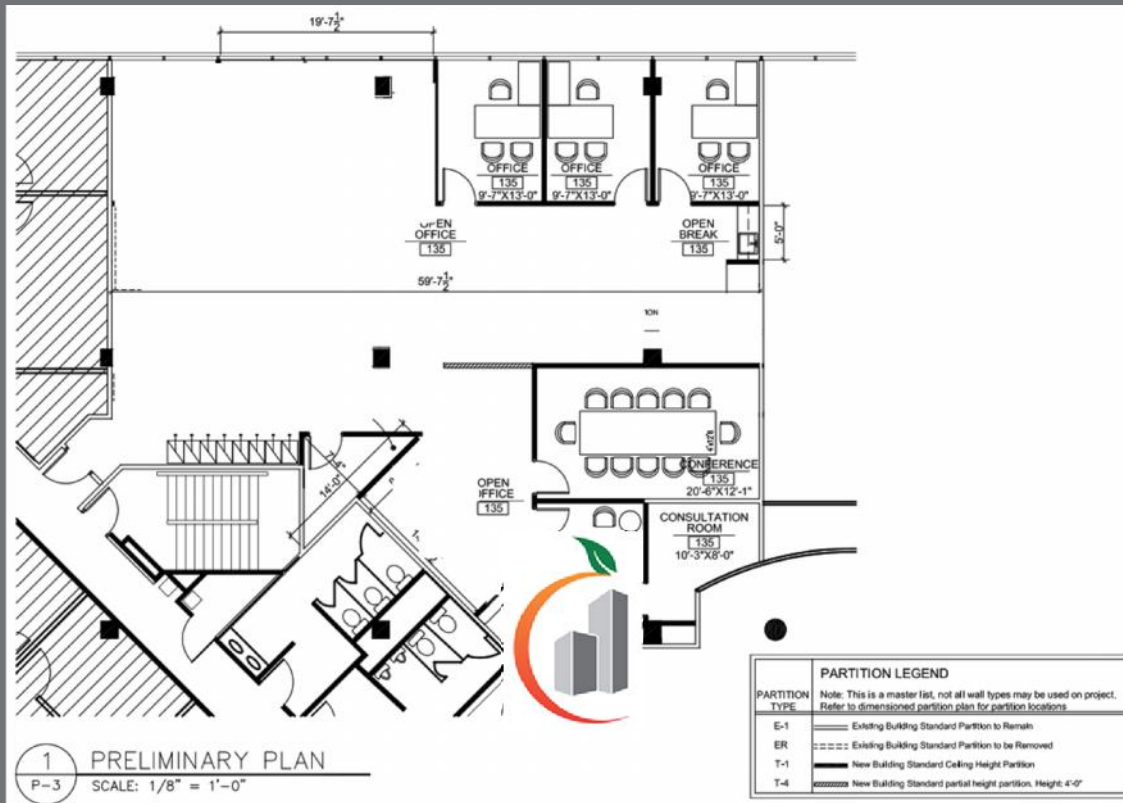 19'-7 1/2"
OFFICE
135
9'-7"X13'-0"
OFFICE
135
9'-7"X13'-0"
OFFICE
135
9'-7"X13'-0"
OPEN
OFFICE
135
OPEN
BREAK
135
5'-0"
59'-7 1/2"
CONFERENCE
135
20'-6"X12'-1"
7'-4"
14'-0"
OPEN
OFFICE
135
CONSULTATION
ROOM
135
10'-3"X8'-0"
1
P-3
PRELIMINARY PLAN
SCALE: 1/8" = 1'-0"
PARTITION LEGEND
PARTITION
TYPE
Note: This is a master list, not all wall types may be used on project.
Refer to dimensioned partition plan for partition locations
E-1 Existing Building Standard Partition to Remain
ER Existing Building Standard Partition to be Removed
T-1 New Building Standard Ceiling Height Partition
T-4 New Building Standard partial height partition. Height: 4'-0"